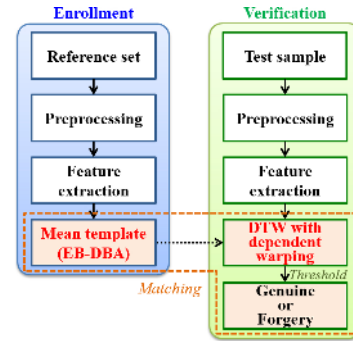 Enrollment
Reference set
Preprocessing
Feature
extraction
Mean template
(EB-DBA)
Matching
Verification
Test sample
Preprocessing
Feature
extraction
DTW with
dependent
warping
Threshold
Genuine
or
Forgery